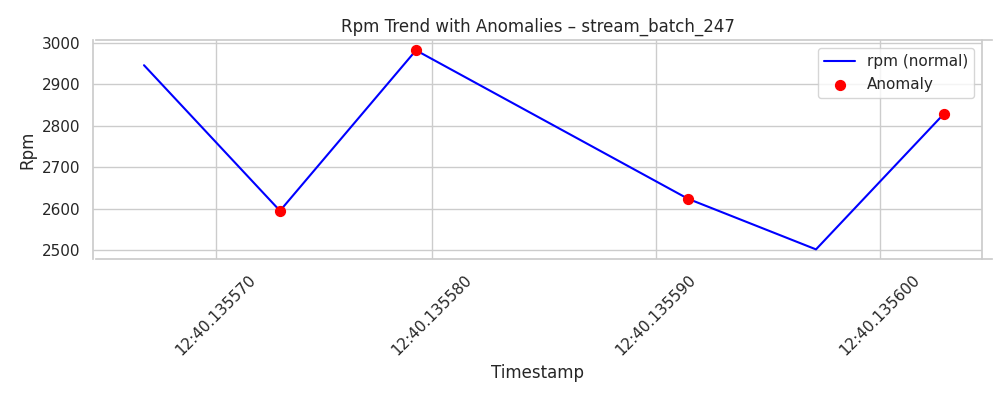 Rpm Trend with Anomalies – stream_batch_247
rpm (normal)
Anomaly
Rpm
3000
2900
2800
2700
2600
2500
12:40.135570
12:40.135580
12:40.135590
12:40.135600
Timestamp